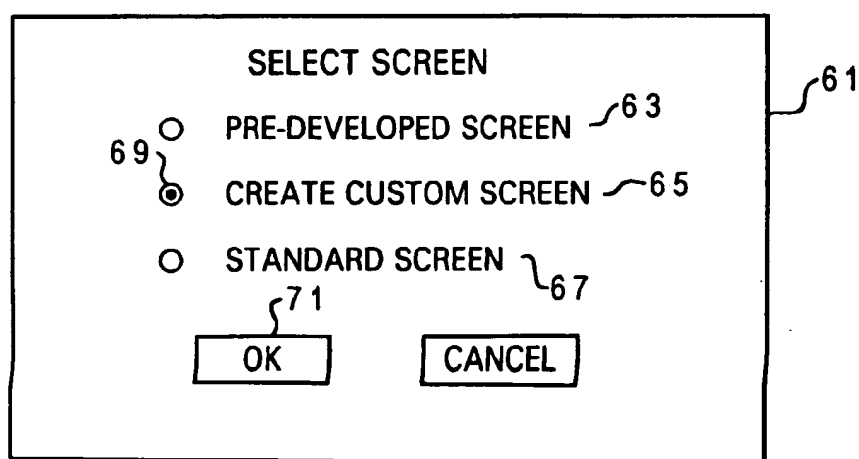 SELECT SCREEN
61
PRE-DEVELOPED SCREEN 63
69
CREATE CUSTOM SCREEN 65
STANDARD SCREEN 67
71
OK CANCEL